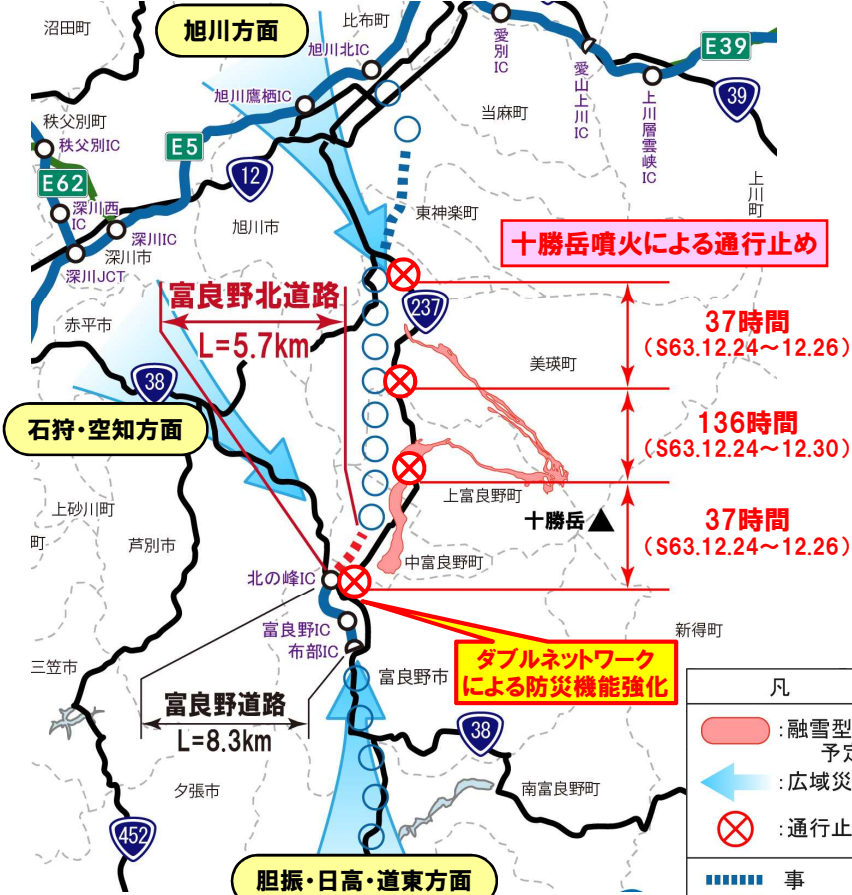 沼田町
旭川方面
比布町
旭川北IC
愛別IC
E39
愛山上川IC
旭川鷹栖IC
当麻町
上川層雲峡IC
39
秩父別町
秩父別IC
E5
E62
12
深川西IC
深川IC
深川市
深川JCT
旭川市
東神楽町
上川町
十勝岳噴火による通行止め
富良野北道路
L=5.7km
237
赤平市
37時間
(S63.12.24～12.26)
美瑛町
38
石狩・空知方面
136時間
(S63.12.24～12.30)
上富良野町
上砂川町
十勝岳
37時間
(S63.12.24～12.26)
町
芦別市
中富良野町
北の峰IC
富良野IC
布部IC
新得町
ダブルネットワーク
による防災機能強化
三笠市
富良野市
富良野道路
L=8.3km
38
凡
:融雪型
予定
:広域災
:通行止
事
夕張市
南富良野町
452
胆振・日高・道東方面